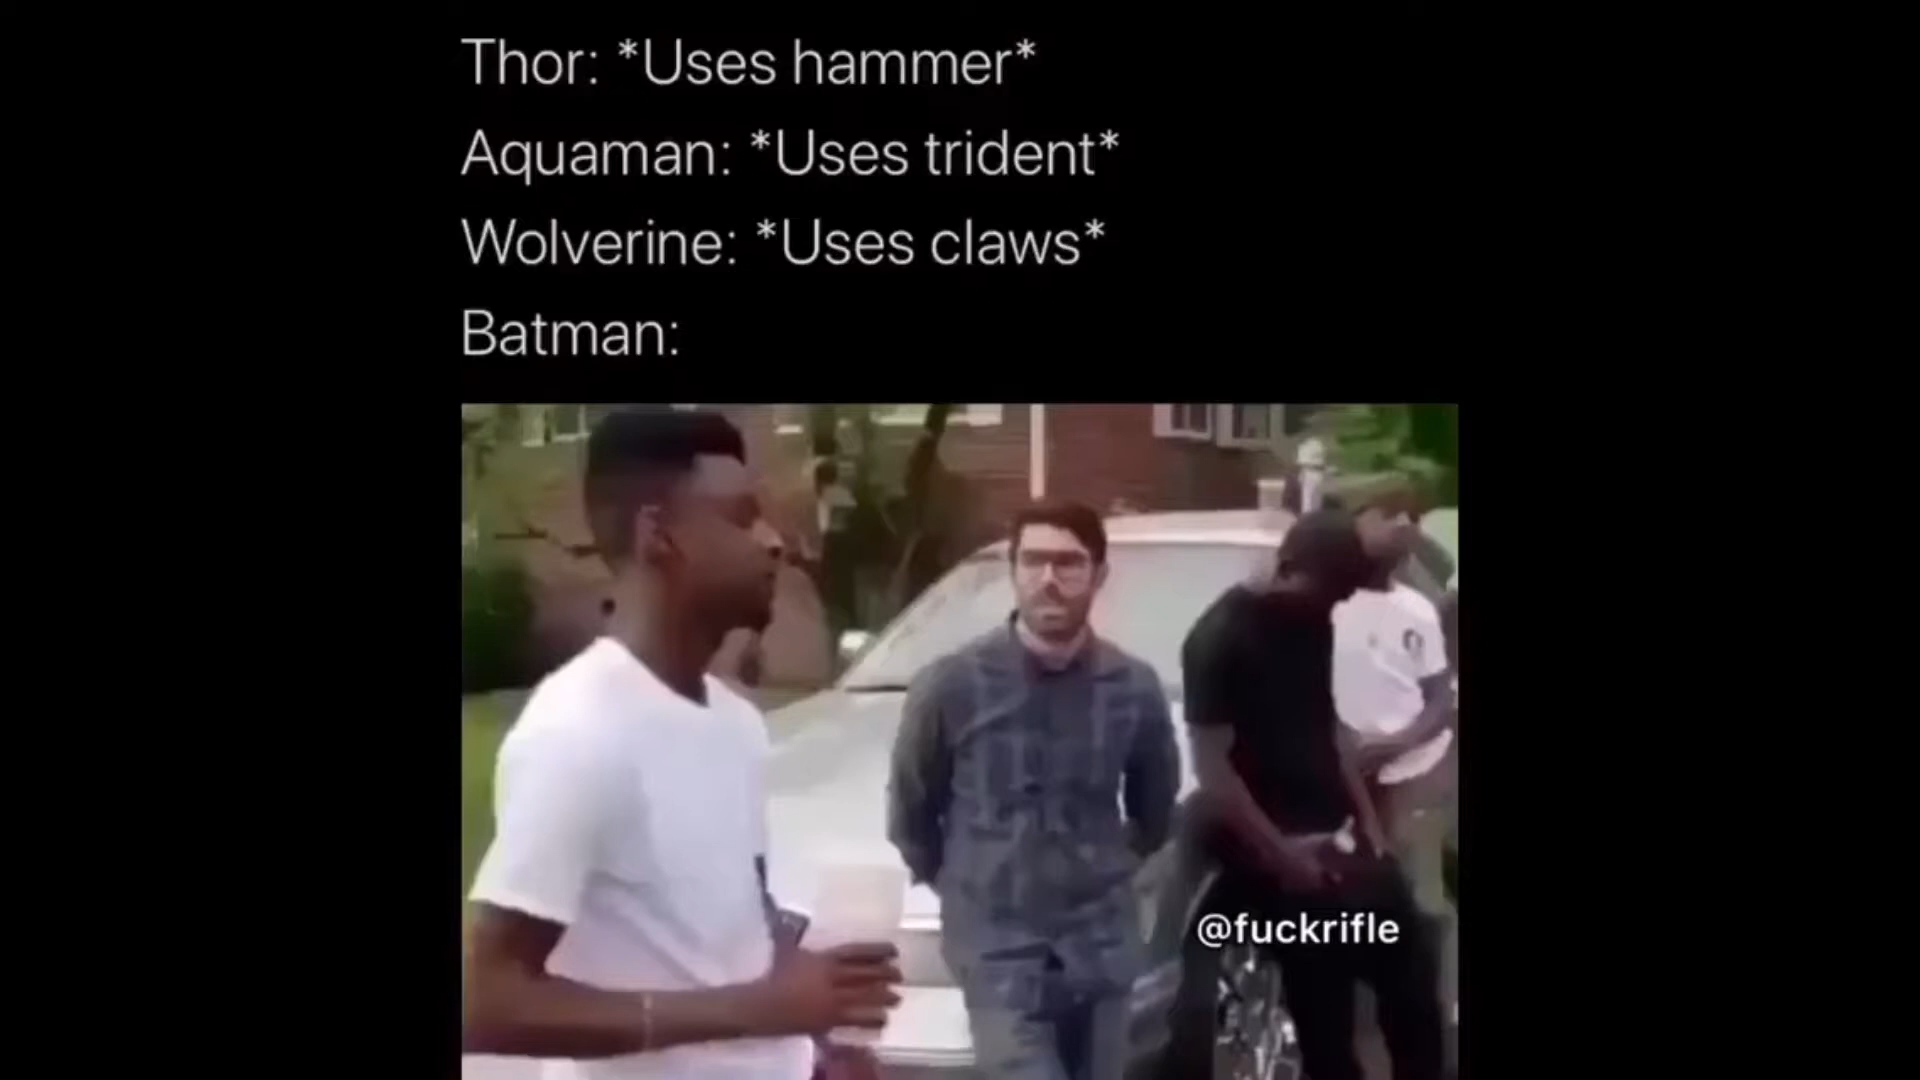 Thor: *Uses hammer*
Aquaman: *Uses trident*
Wolverine: *Uses claws*
Batman:
@fuckrifle